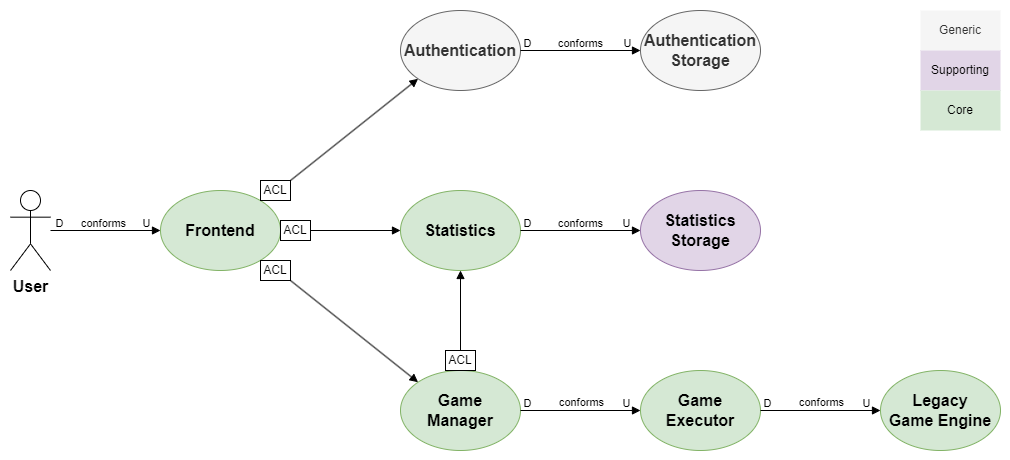 Authentication
D conforms U
Authentication
Storage
Generic
Supporting
Core
ACL
User
D conforms U
Frontend
ACL
Statistics
D conforms U
Statistics
Storage
ACL
ACL
Game
Manager
D conforms U
Game
Executor
D conforms U
Legacy
Game Engine